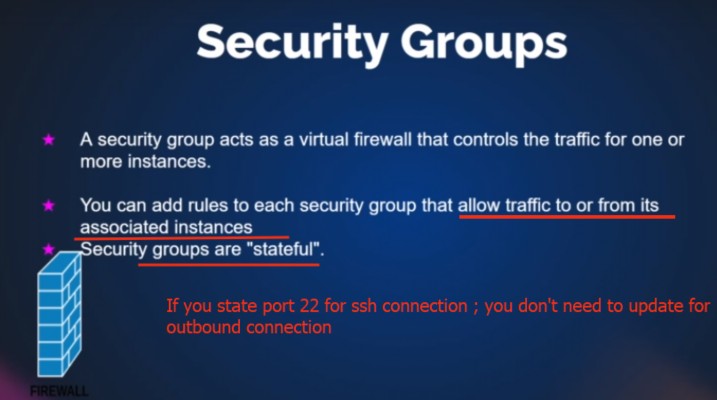 Security Groups
A security group acts as a virtual firewall that controls the traffic for one or
more instances.
You can add rules to each security group that allow traffic to or from its
associated instances
Security groups are "stateful".
If you state port 22 for ssh connection ; you don't need to update for
outbound connection
FIREWALL